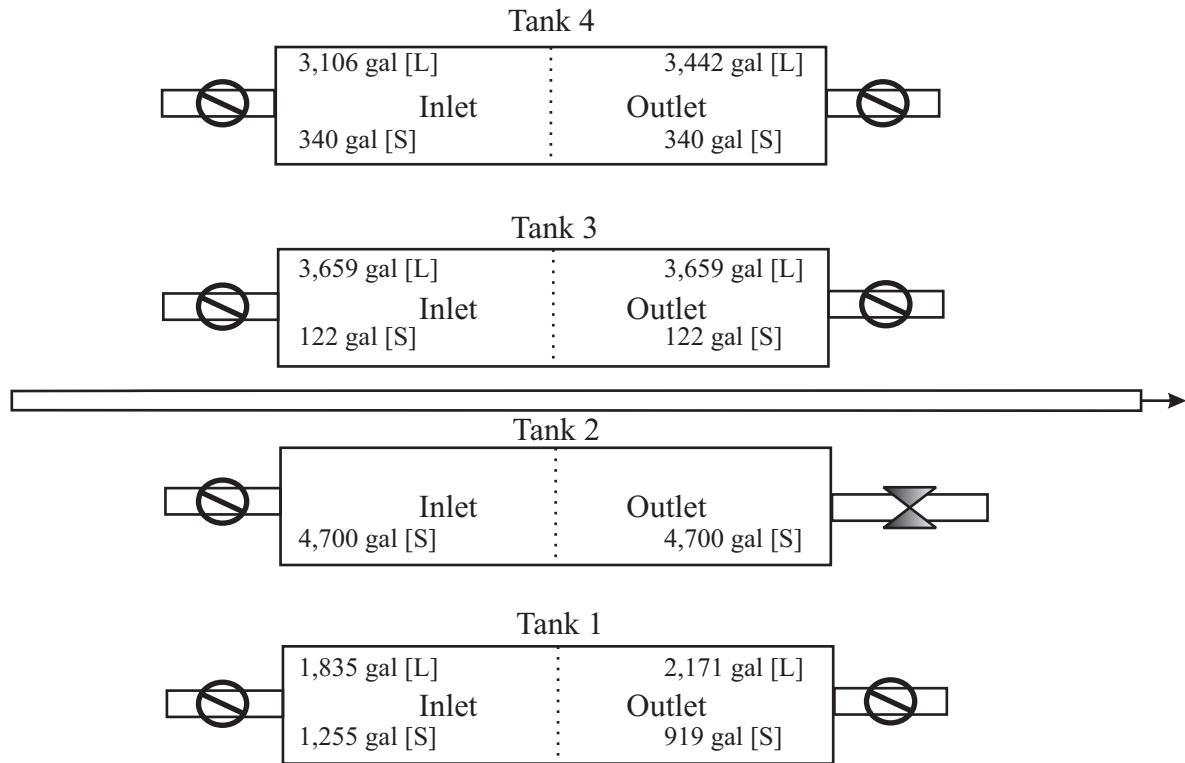 Tank 4
3,106 gal [L] 3,442 gal [L]
Inlet Outlet
340 gal [S] 340 gal [S]
Tank 3
3,659 gal [L] 3,659 gal [L]
Inlet Outlet
122 gal [S] 122 gal [S]
Tank 2
Inlet Outlet
4,700 gal [S] 4,700 gal [S]
Tank 1
1,835 gal [L] 2,171 gal [L]
Inlet Outlet
1,255 gal [S] 919 gal [S]